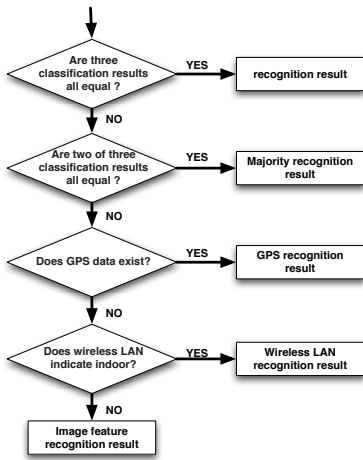 Are three
classification results
all equal ?
YES
recognition result
NO
Are two of three
classification results
all equal ?
YES
Majority recognition
result
NO
Does GPS data exist?
YES
GPS recognition
result
NO
Does wireless LAN
indicate indoor?
YES
Wireless LAN
recognition result
NO
Image feature
recognition result